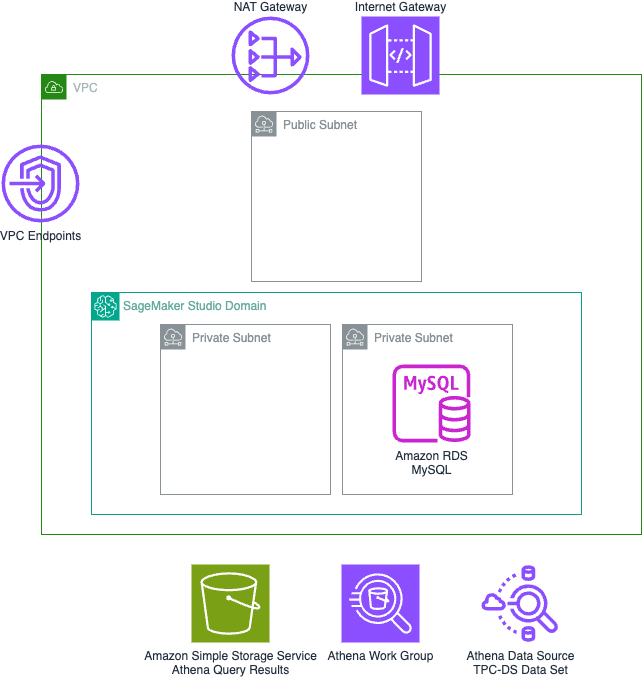 NAT Gateway
Internet Gateway
VPC
Public Subnet
VPC Endpoints
SageMaker Studio Domain
Private Subnet
Private Subnet
MySQL
Amazon RDS
MySQL
Amazon Simple Storage Service
Athena Query Results
Athena Work Group
Athena Data Source
TPC-DS Data Set